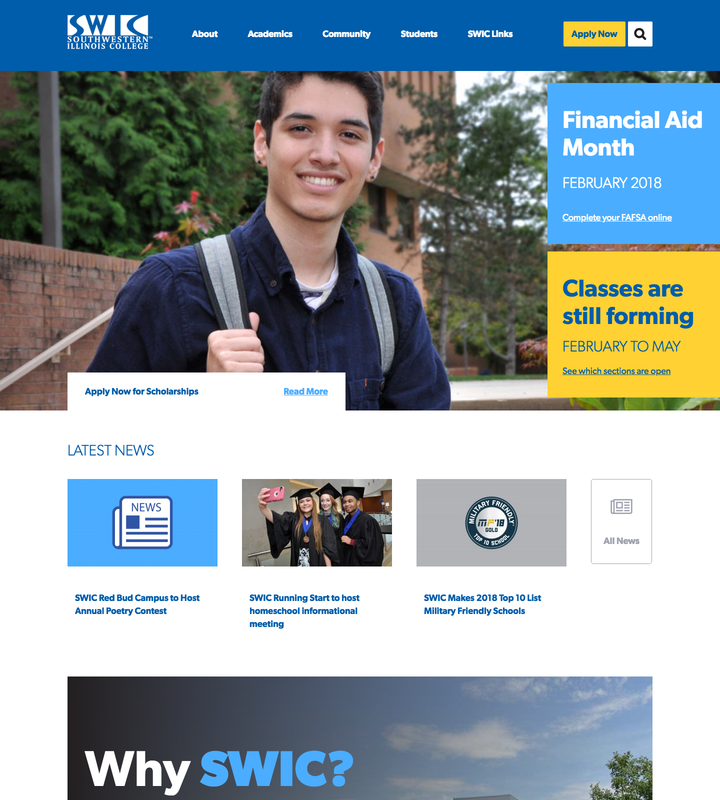 SWIC
SOUTHWESTERN
ILLINOIS COLLEGE
About
Academics
Community
Students
SWIC Links
Apply Now
Financial Aid
Month
FEBRUARY 2018
Complete your FAFSA online
Classes are
still forming
FEBRUARY TO MAY
See which sections are open
Apply Now for Scholarships
Read More
LATEST NEWS
NEWS
MILITARY FRIENDLY
'18
GOLD
TOP 10 SCHOOL
All News
SWIC Red Bud Campus to Host
Annual Poetry Contest
SWIC Running Start to host
homeschool informational
meeting
SWIC Makes 2018 Top 10 List
Military Friendly Schools
Why SWIC?